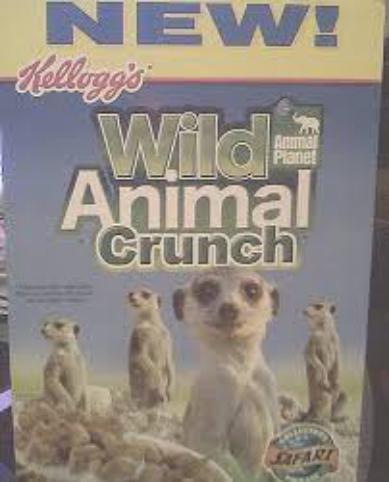 NEW!
Kellogg's
Wild
Animal
Planet
Animal
Crunch
SAFARI